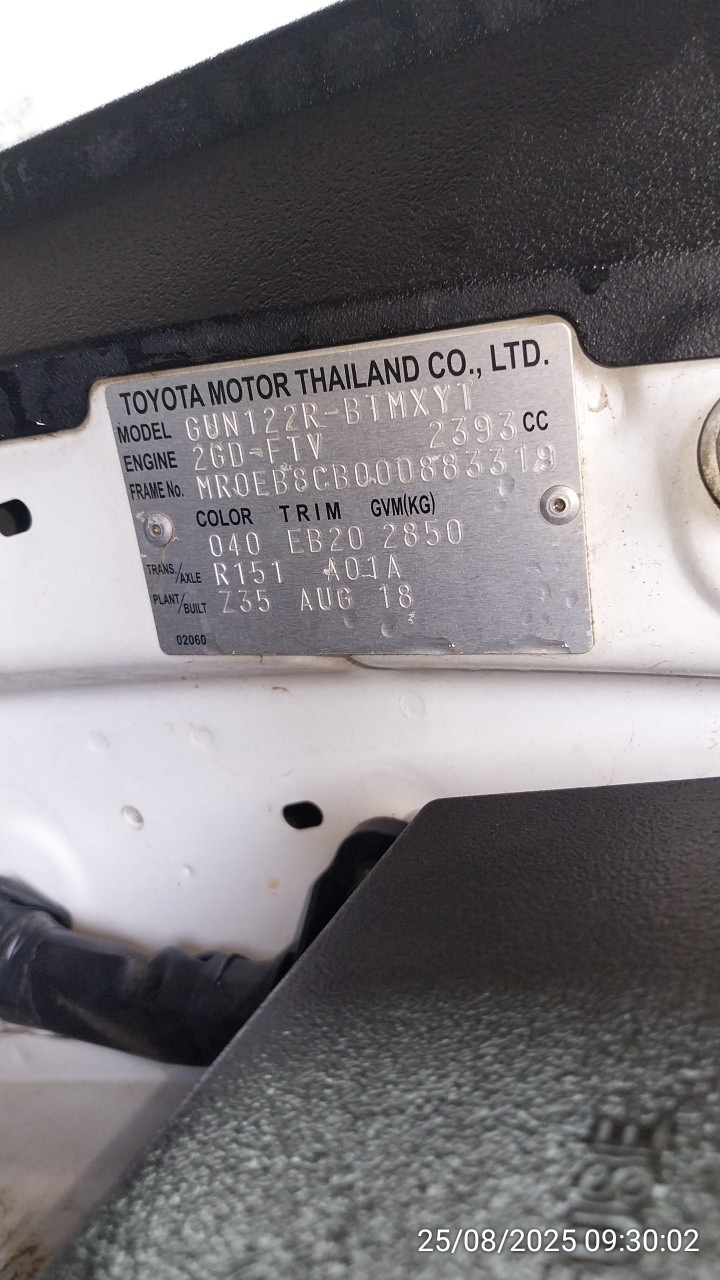 TOYOTA MOTOR THAILAND CO., LTD.
MODEL GUN122R-BTMXYT
ENGINE 2GD-FTV 2393 CC
FRAME No. MR0EB8CB000883319
COLOR TRIM GVM(KG)
040 EB20 2850
TRANS./AXLE R151 A01A
PLANT/BUILT Z35 AUG 18
02060
FUSE
25/08/2025 09:30:02